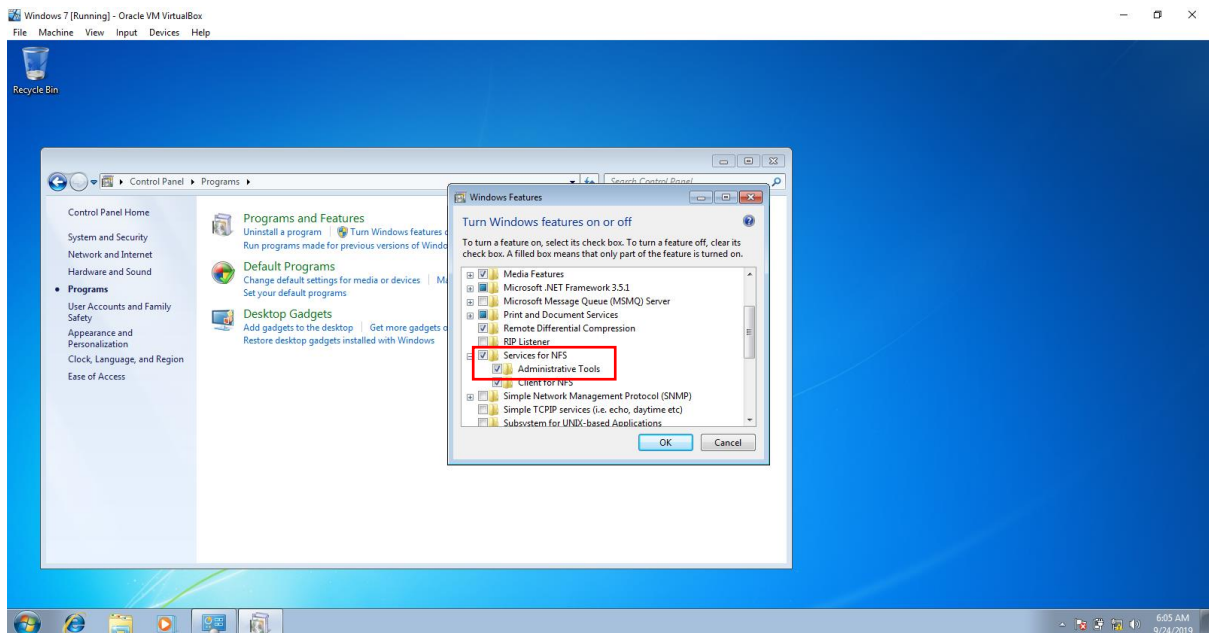 Windows 7 [Running] - Oracle VM VirtualBox
File Machine View Input Devices Help
Recycle Bin
Control Panel Programs
Search Control Panel
Control Panel Home
System and Security
Network and Internet
Hardware and Sound
Programs
User Accounts and Family
Safety
Appearance and
Personalization
Clock, Language, and Region
Ease of Access
Programs and Features
Uninstall a program Turn Windows features
Run programs made for previous versions of Windo
Default Programs
Change default settings for media or devices
Set your default programs
Desktop Gadgets
Add gadgets to the desktop Get more gadgets
Restore desktop gadgets installed with Windows
Windows Features
Turn Windows features on or off
To turn a feature on, select its check box. To turn a feature off, clear its
check box. A filled box means that only part of the feature is turned on.
Media Features
Microsoft .NET Framework 3.5.1
Microsoft Message Queue (MSMQ) Server
Print and Document Services
Remote Differential Compression
RIP Listener
Services for NFS
Administrative Tools
Client for NFS
Simple Network Management Protocol (SNMP)
Simple TCPIP services (i.e. echo, daytime etc)
Subsystem for UNIX-based Applications
OK Cancel
6:05 AM
9/24/2019